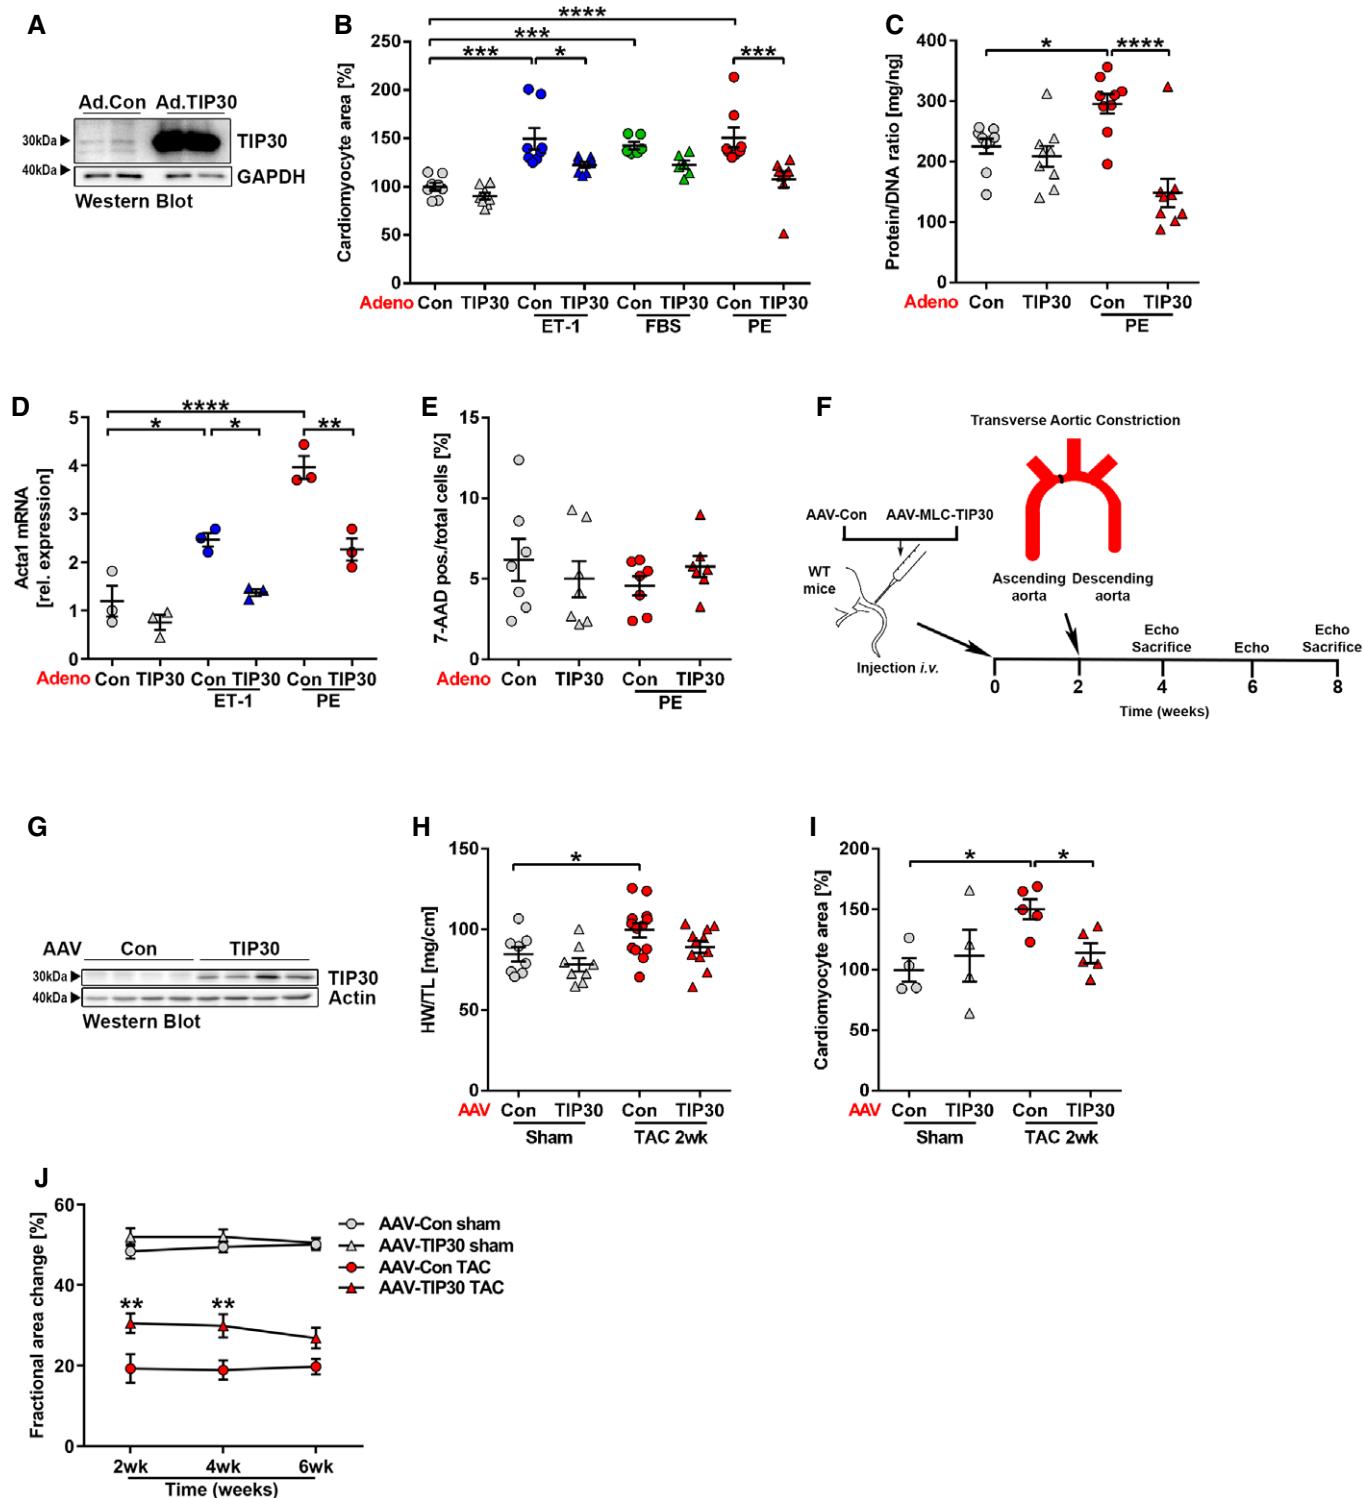 A
Ad.Con Ad.TIP30
30kDa TIP30
40kDa GAPDH
Western Blot
B
Cardiomyocyte area [%]
250
200
150
100
50
0
**** *** *** * ***
Adeno Con TIP30 Con TIP30 Con TIP30 Con TIP30
ET-1 FBS PE
C
Protein/DNA ratio [mg/ng]
400
300
200
100
0
* ****
Adeno Con TIP30 Con TIP30
PE
D
Acta1 mRNA
[rel. expression]
5
4
3
2
1
0
**** * * **
Adeno Con TIP30 Con TIP30 Con TIP30
ET-1 PE
E
7-AAD pos./total cells [%]
15
10
5
0
Adeno Con TIP30 Con TIP30
PE
F
Transverse Aortic Constriction
AAV-Con AAV-MLC-TIP30
WT
mice
Injection i.v.
Ascending
aorta
Descending
aorta
Echo
Sacrifice
Echo
Echo
Sacrifice
0 2 4 6 8
Time (weeks)
G
AAV Con TIP30
30kDa TIP30
40kDa Actin
Western Blot
H
HW/TL [mg/cm]
150
100
50
0
*
AAV Con TIP30 Con TIP30
Sham TAC 2wk
I
Cardiomyocyte area [%]
200
150
100
50
0
* *
AAV Con TIP30 Con TIP30
Sham TAC 2wk
J
Fractional area change [%]
60
40
20
0
** **
2wk 4wk 6wk
Time (weeks)
AAV-Con sham
AAV-TIP30 sham
AAV-Con TAC
AAV-TIP30 TAC